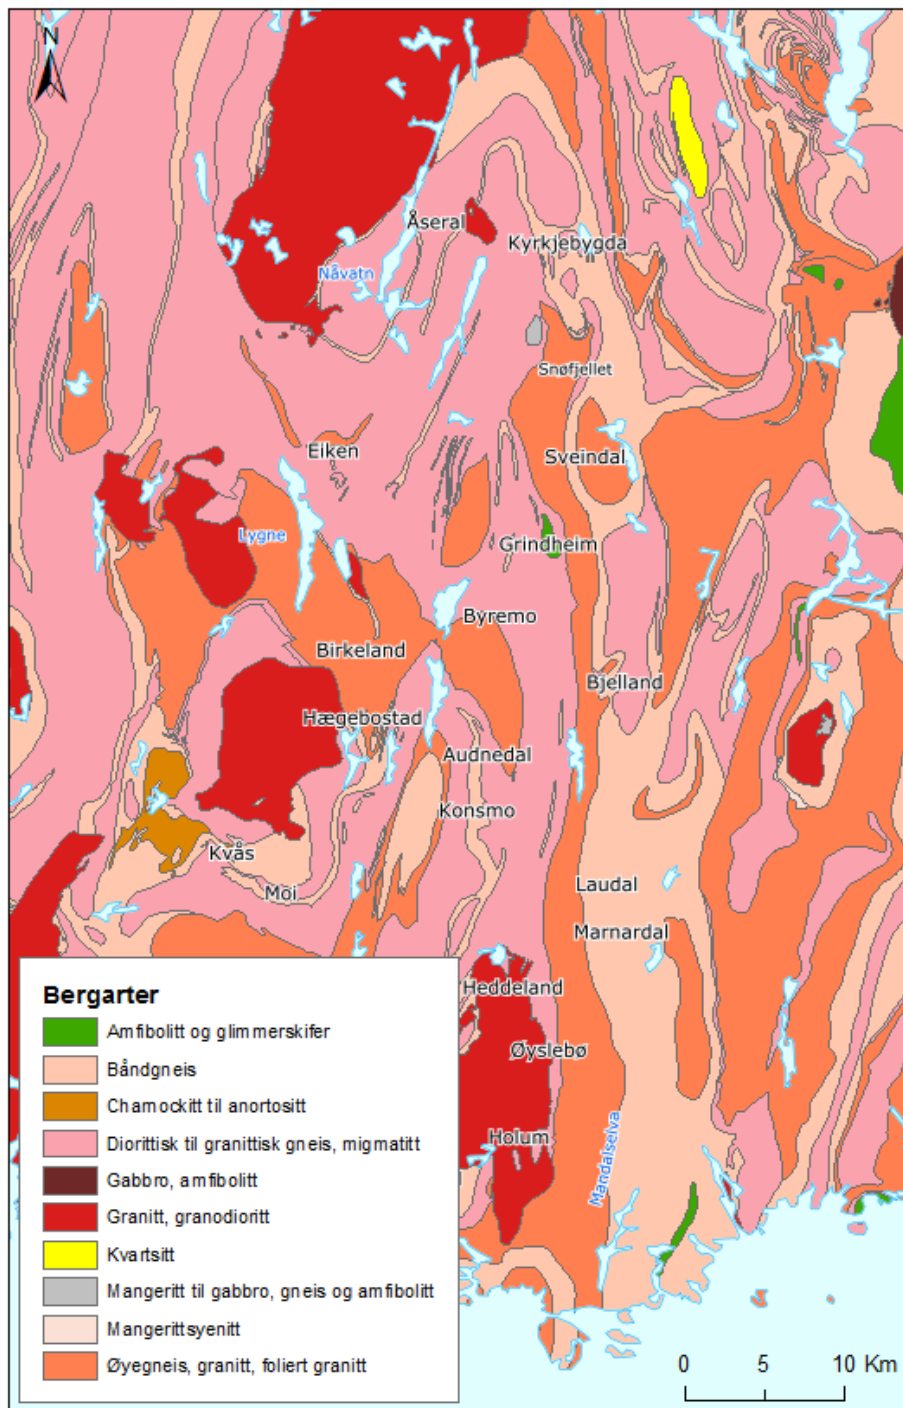 N
Åseral
Kyrkjebygda
Nåvatn
Snøfjellet
Eiken
Sveindal
Lygne
Grindheim
Byremo
Birkeland
Bjelland
Hægebostad
Audnedal
Konsmo
Kvås
Moi
Laudal
Marnardal
Heddeland
Øyslebø
Holum
Mandalselva
Bergarter
Amfibolitt og glimmerskifer
Båndgneis
Charnockitt til anortositt
Diorittisk til granittisk gneis, migmatitt
Gabbro, amfibolitt
Granitt, granodioritt
Kvartsitt
Mangeritt til gabbro, gneis og amfibolitt
Mangerittsyenitt
Øyegneis, granitt, foliert granitt
0 5 10 Km